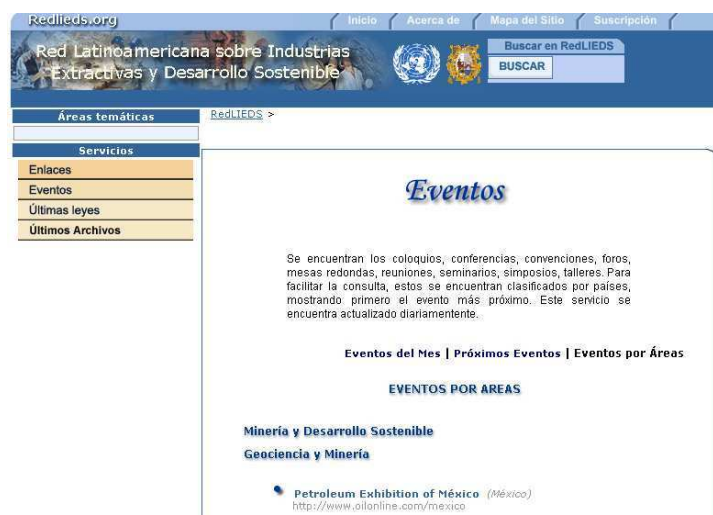 Redlieds.org
Inicio
Acerca de
Mapa del Sitio
Suscripción
Red Latinoamericana sobre Industrias
Extractivas y Desarrollo Sostenible
Buscar en RedLIEDS
BUSCAR
Áreas temáticas
RedLIEDS >
Servicios
Enlaces
Eventos
Últimas leyes
Últimos Archivos
Eventos
Se encuentran los coloquios, conferencias, convenciones, foros,
mesas redondas, reuniones, seminarios, simposios, talleres. Para
facilitar la consulta, estos se encuentran clasificados por países,
mostrando primero el evento más próximo. Este servicio se
encuentra actualizado diariamentente.
Eventos del Mes | Próximos Eventos | Eventos por Áreas
EVENTOS POR AREAS
Minería y Desarrollo Sostenible
Geociencia y Minería
Petroleum Exhibition of México (México)
http://www.oilonline.com/mexico